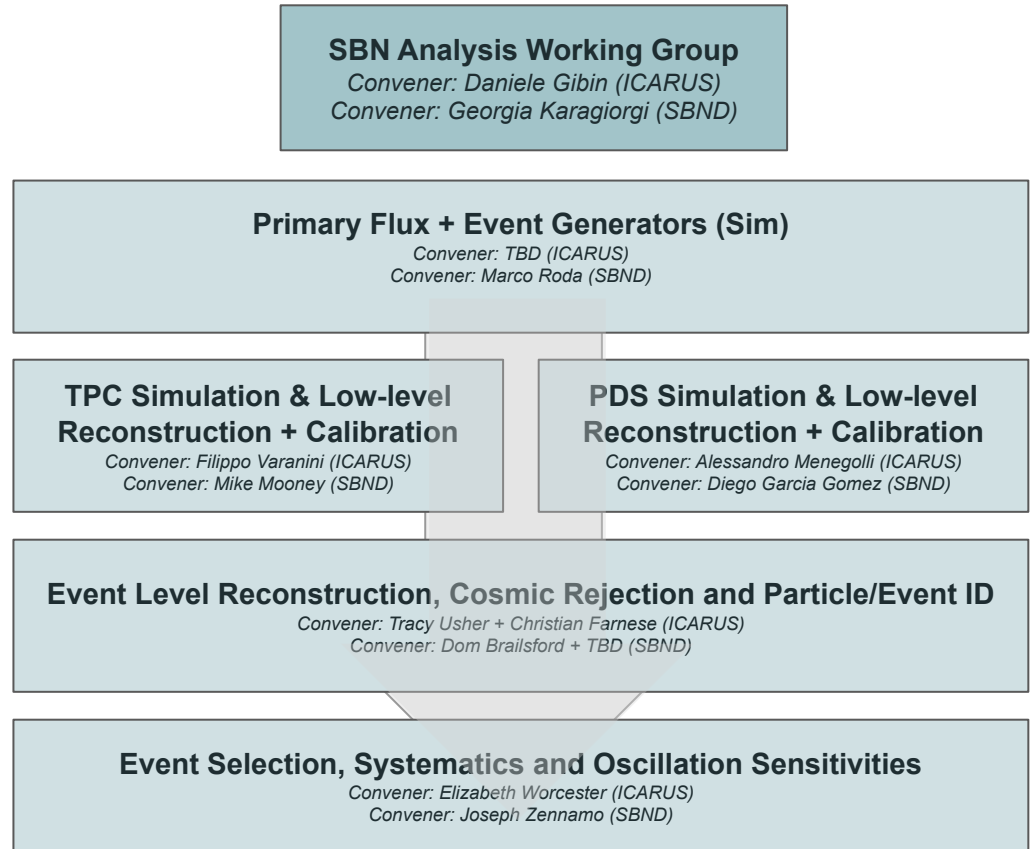 SBN Analysis Working Group
Convener: Daniele Gibin (ICARUS)
Convener: Georgia Karagiorgi (SBND)
Primary Flux + Event Generators (Sim)
Convener: TBD (ICARUS)
Convener: Marco Roda (SBND)
TPC Simulation & Low-level
Reconstruction + Calibration
Convener: Filippo Varanini (ICARUS)
Convener: Mike Mooney (SBND)
PDS Simulation & Low-level
Reconstruction + Calibration
Convener: Alessandro Menegolli (ICARUS)
Convener: Diego Garcia Gomez (SBND)
Event Level Reconstruction, Cosmic Rejection and Particle/Event ID
Convener: Tracy Usher + Christian Farnese (ICARUS)
Convener: Dom Brailsford + TBD (SBND)
Event Selection, Systematics and Oscillation Sensitivities
Convener: Elizabeth Worcester (ICARUS)
Convener: Joseph Zennamo (SBND)